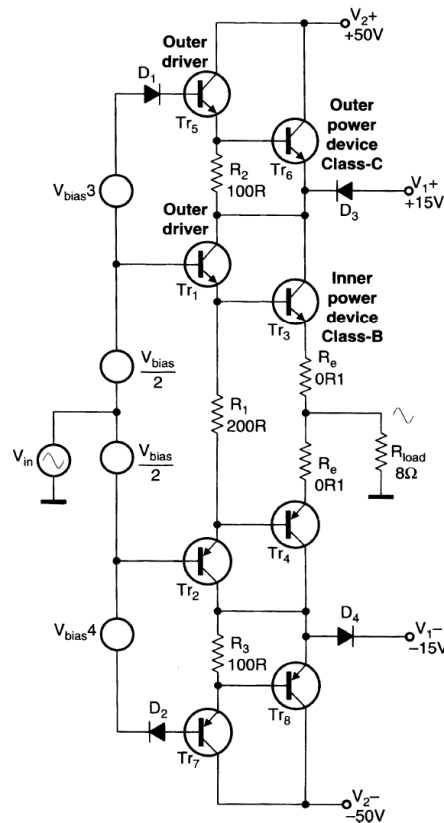 V2+
+50V
Outer
driver
D1
Tr5
Outer
power
device
Class-C
Tr6
R2
100R
Vbias3
V1+
+15V
D3
Outer
driver
Tr1
Inner
power
device
Class-B
Tr3
Vbias
2
Re
0R1
R1
200R
Vin
Vbias
2
Re
0R1
Rload
8Ω
Tr4
Tr2
Vbias4
R3
100R
D4
V1–
–15V
D2
Tr7
Tr8
V2–
–50V